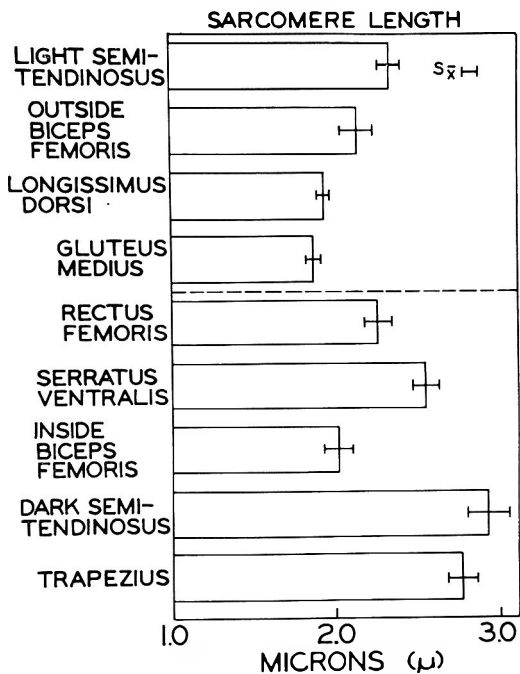 SARCOMERE LENGTH
LIGHT SEMI-
TENDINOSUS
Sx̄
OUTSIDE
BICEPS
FEMORIS
LONGISSIMUS
DORSI
GLUTEUS
MEDIUS
RECTUS
FEMORIS
SERRATUS
VENTRALIS
INSIDE
BICEPS
FEMORIS
DARK SEMI-
TENDINOSUS
TRAPEZIUS
1.0 2.0 3.0
MICRONS (μ)